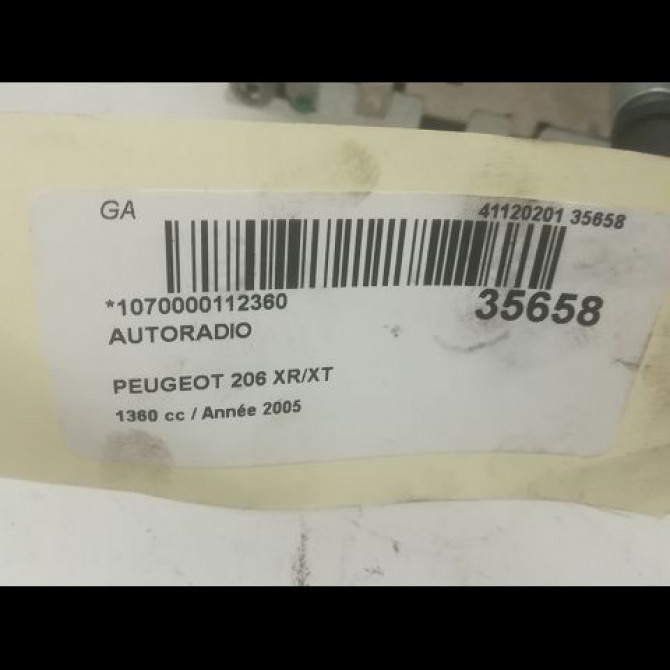 GA
41120201 35658
*1070000112360
35658
AUTORADIO
PEUGEOT 206 XR/XT
1360 cc / Année 2005